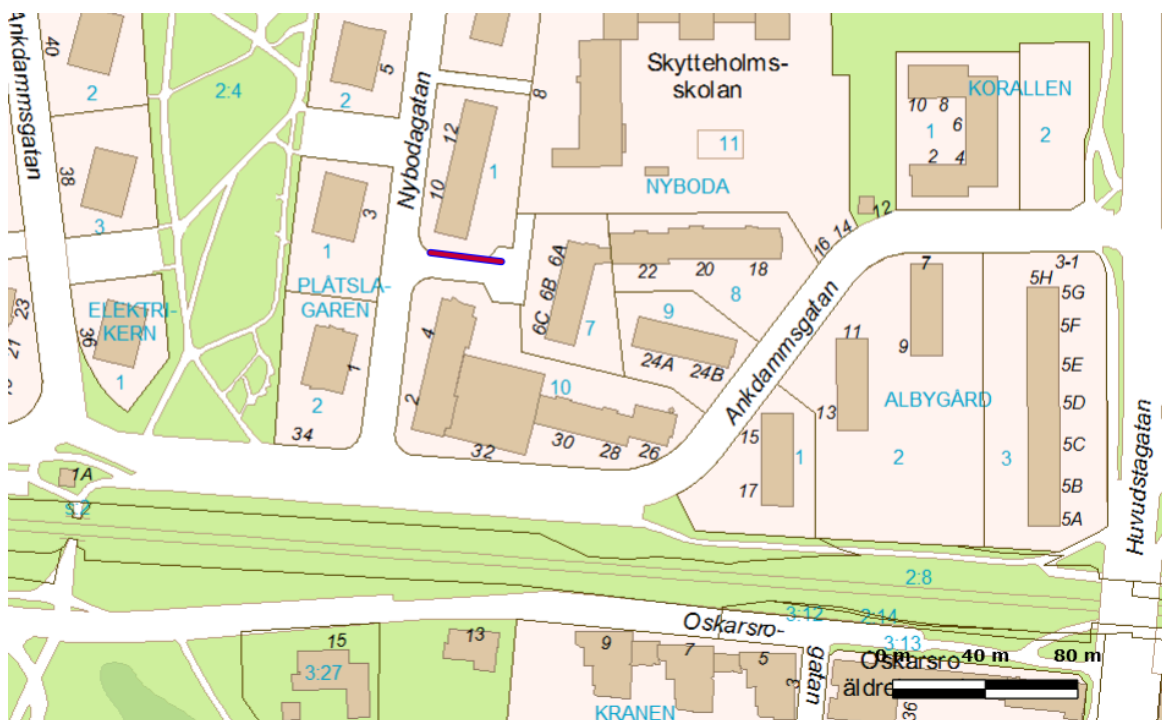 Ankdammsgatan
40
2
38
3
ELEKTRI-
KERN
36
1
23
21
2:4
5
2
3
1
PLÅTSLA-
GAREN
1
2
34
Nybodagatan
8
12
10
1
Skytteholms-
skolan
11
NYBODA
KORALLEN
10
8
6
1
2
4
2
12
16
14
6A
6B
6C
7
22
20
18
8
9
24A
24B
4
2
10
32
30
28
26
Ankdammsgatan
7
9
11
13
15
17
1
ALBYGÅRD
2
3
3-1
5H
5G
5F
5E
5D
5C
5B
5A
Huvudstagatan
1A
2:8
3:12
2:14
3:13
Oskarsro-
gatan
15
3:27
13
9
7
5
3
KRANEN
36
Oskarsro
0 m
40 m
80 m